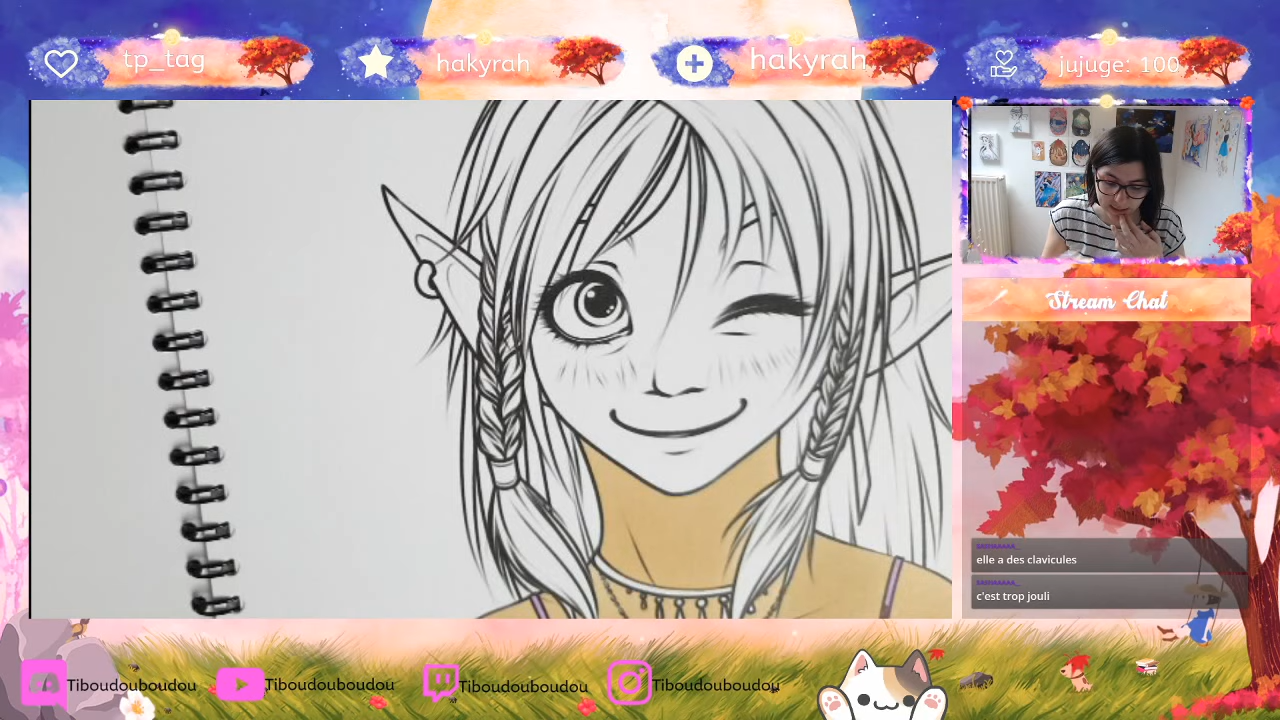 tp_tag
hakyrah
hakyrah
jujuge: 100
Stream Chat
elle a des clavicules
c'est trop jouli
Tiboudouboudou
Tiboudouboudou
Tiboudouboudou
Tiboudouboudou